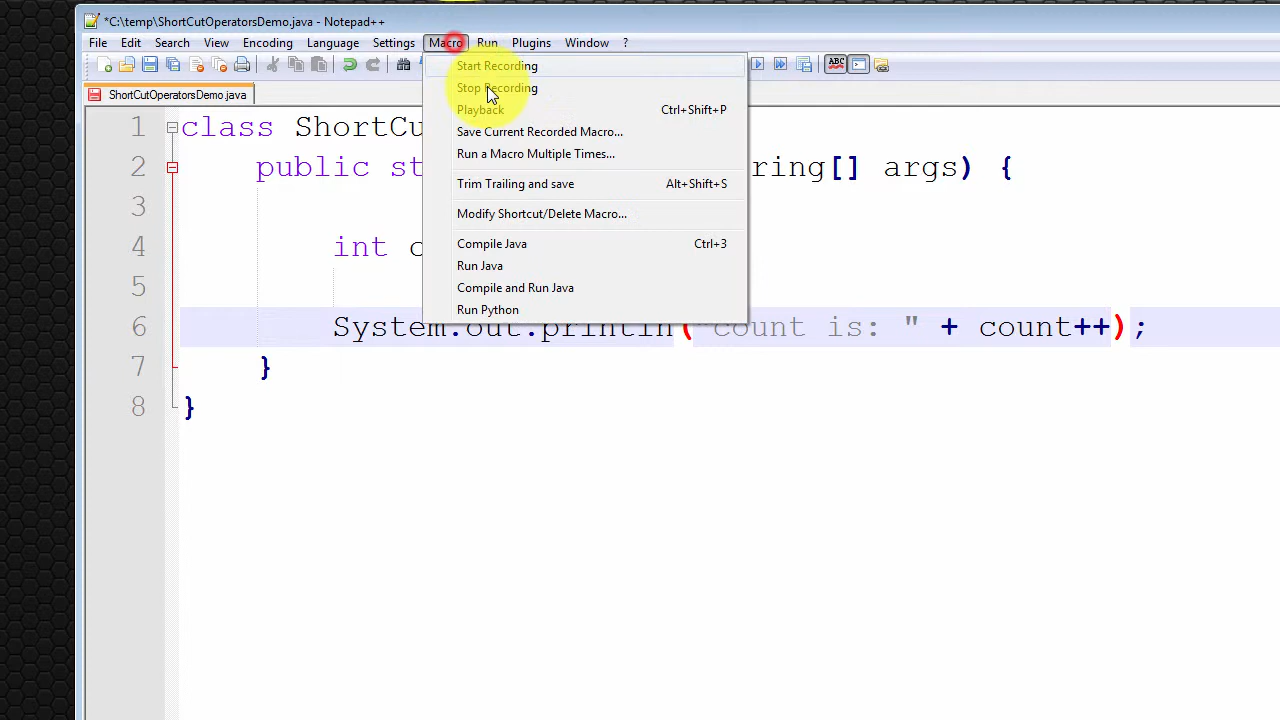 *C:\temp\ShortCutOperatorsDemo.java - Notepad++
File Edit Search View Encoding Language Settings Macro Run Plugins Window ?
ABC
ShortCutOperatorsDemo.java
Start Recording
Stop Recording
Playback Ctrl+Shift+P
Save Current Recorded Macro...
Run a Macro Multiple Times...
Trim Trailing and save Alt+Shift+S
Modify Shortcut/Delete Macro...
Compile Java Ctrl+3
Run Java
Compile and Run Java
Run Python
1 class
2 public args) {
3
4 int
5
6 System.out.println("count is: " + count++);
7 }
8 }